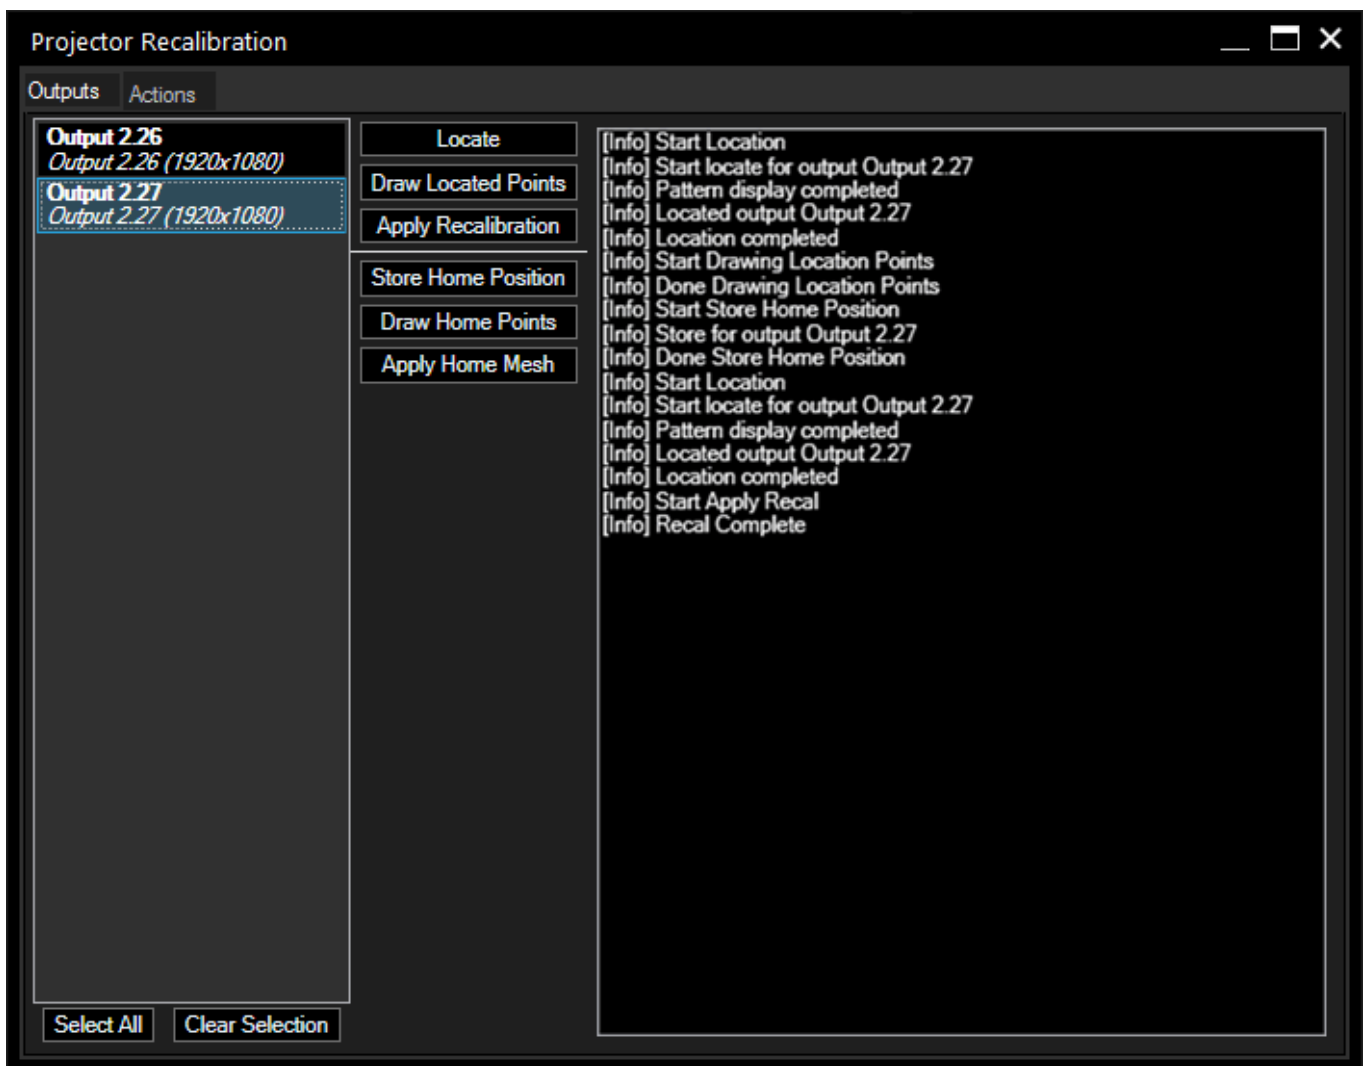 Projector Recalibration
Outputs
Actions
Output 2.26
Output 2.26 (1920x1080)
Output 2.27
Output 2.27 (1920x1080)
Select All
Clear Selection
Locate
Draw Located Points
Apply Recalibration
Store Home Position
Draw Home Points
Apply Home Mesh
[Info] Start Location
[Info] Start locate for output Output 2.27
[Info] Pattern display completed
[Info] Located output Output 2.27
[Info] Location completed
[Info] Start Drawing Location Points
[Info] Done Drawing Location Points
[Info] Start Store Home Position
[Info] Store for output Output 2.27
[Info] Done Store Home Position
[Info] Start Location
[Info] Start locate for output Output 2.27
[Info] Pattern display completed
[Info] Located output Output 2.27
[Info] Location completed
[Info] Start Apply Recal
[Info] Recal Complete